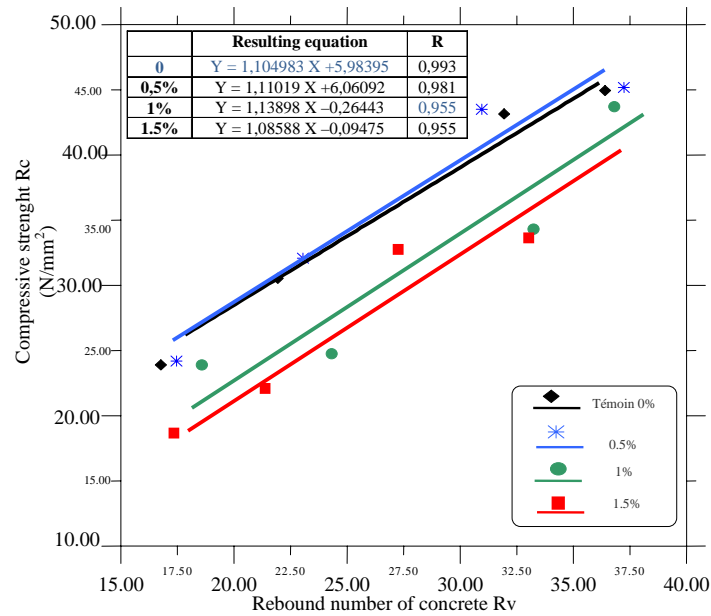 50.00
45.00
40.00
35.00
30.00
25.00
20.00
15.00
10.00
Compressive strenght Rc
(N/mm²)
Resulting equation R
0 Y = 1,104983 X +5,98395 0,993
0,5% Y = 1,11019 X +6,06092 0,981
1% Y = 1,13898 X –0,26443 0,955
1.5% Y = 1,08588 X –0,09475 0,955
Témoin 0%
0.5%
1%
1.5%
15.00 17.50 20.00 22.50 25.00 27.50 30.00 32.50 35.00 37.50 40.00
Rebound number of concrete Rv